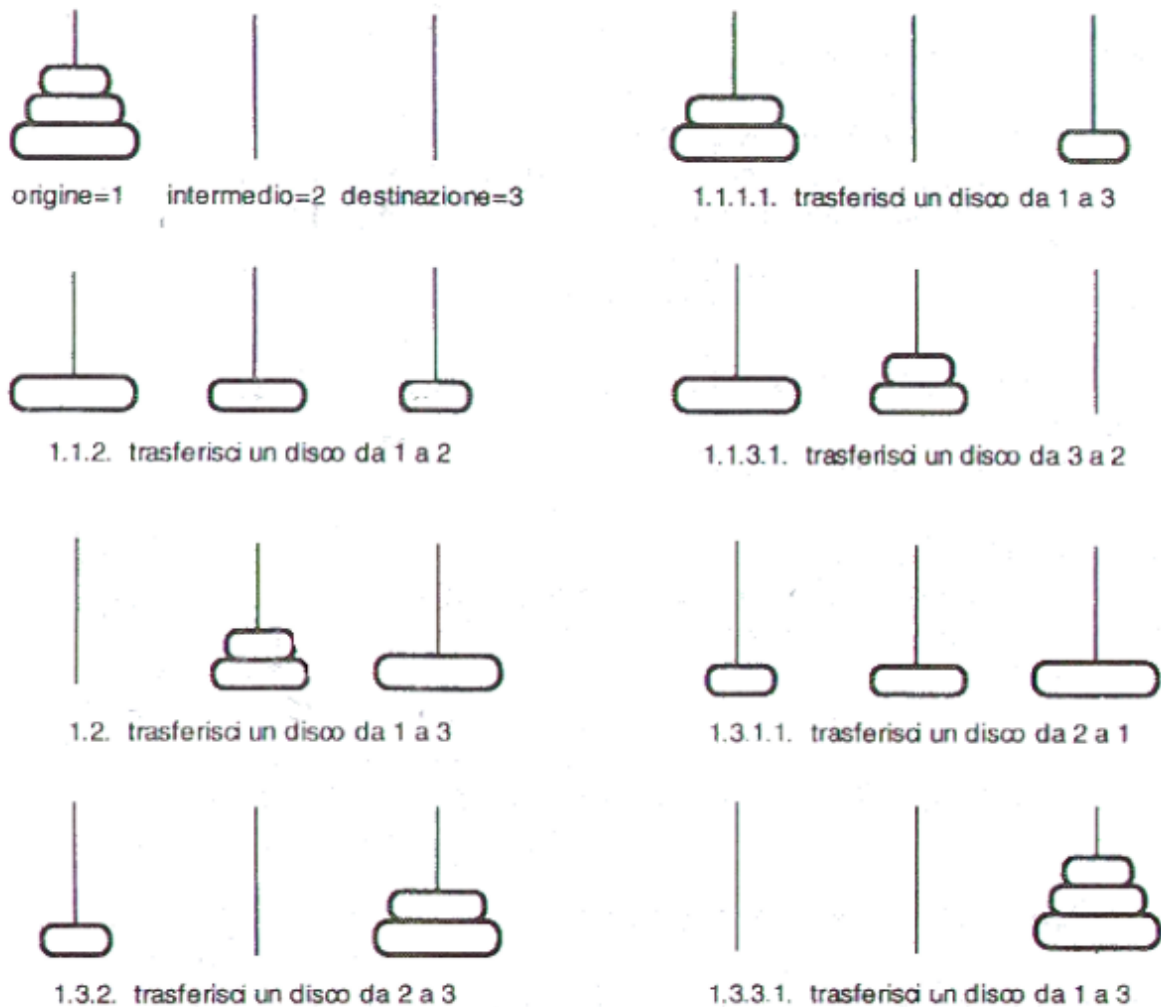 origine=1 intermedio=2 destinazione=3
1.1.1.1. trasferisci un disco da 1 a 3
1.1.2. trasferisci un disco da 1 a 2
1.1.3.1. trasferisci un disco da 3 a 2
1.2. trasferisci un disco da 1 a 3
1.3.1.1. trasferisci un disco da 2 a 1
1.3.2. trasferisci un disco da 2 a 3
1.3.3.1. trasferisci un disco da 1 a 3